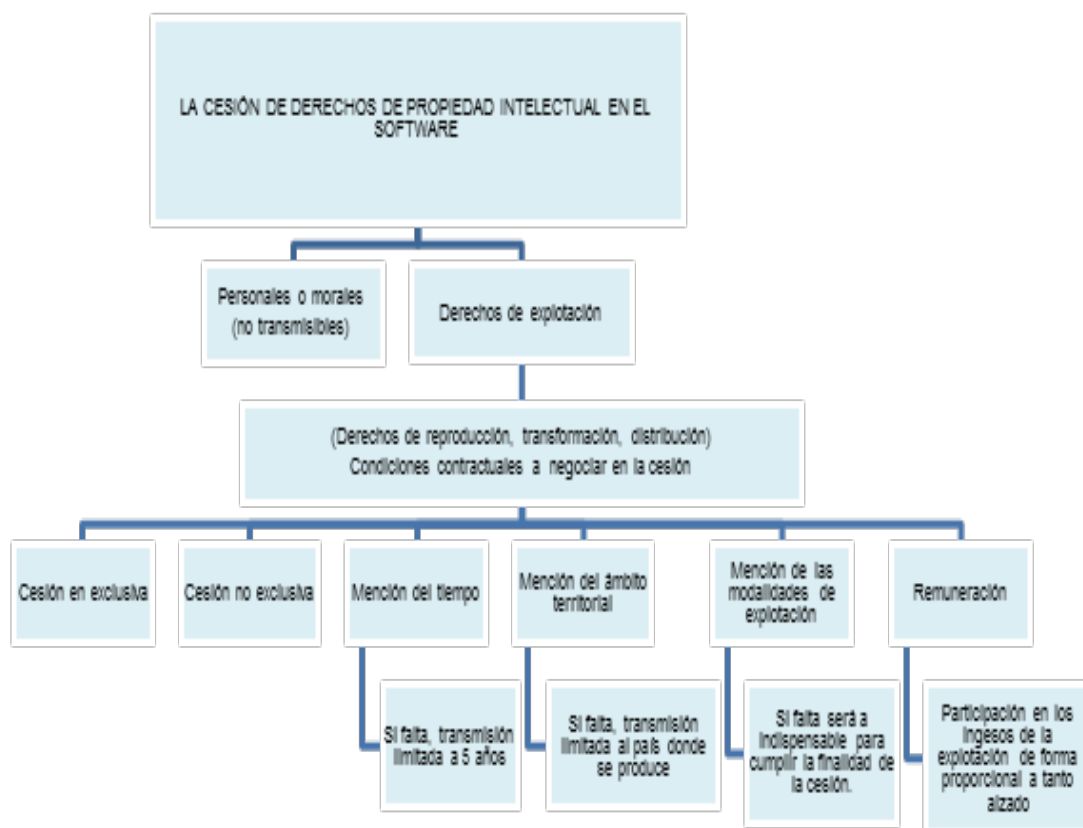 LA CESIÓN DE DERECHOS DE PROPIEDAD INTELECTUAL EN EL
SOFTWARE
Personales o morales
(no transmisibles)
Derechos de explotación
(Derechos de reproducción, transformación, distribución)
Condiciones contractuales a negociar en la cesión
Cesión en exclusiva
Cesión no exclusiva
Mención del tiempo
Mención del ámbito
territorial
Mención de las
modalidades de
explotación
Remuneración
Si falta, transmisión
limitada a 5 años
Si falta, transmisión
limitada al país donde
se produce
Si falta será a
indispensable para
cumplir la finalidad de
la cesión.
Participación en los
ingesos de la
explotación de forma
proporcional a tanto
alzado